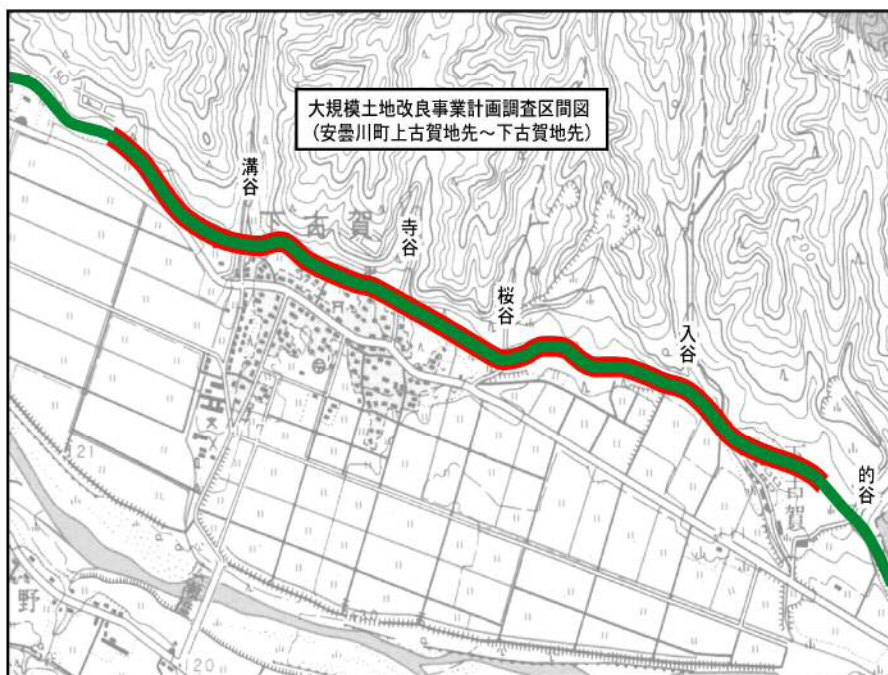 大規模土地改良事業計画調査区間図
（安曇川町上古賀地先～下古賀地先）
溝谷
寺谷
桜谷
入谷
的谷
下古賀
下古賀
野
121
120